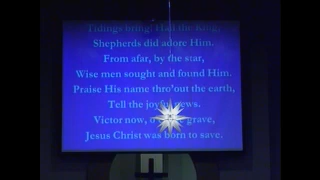 Tidings bring! Hail the King,
Shepherds did adore Him.
From afar, by the star,
Wise men sought and found Him.
Praise His name thro'out the earth,
Tell the joyful news.
Victor now, grave,
Jesus Christ was born to save.